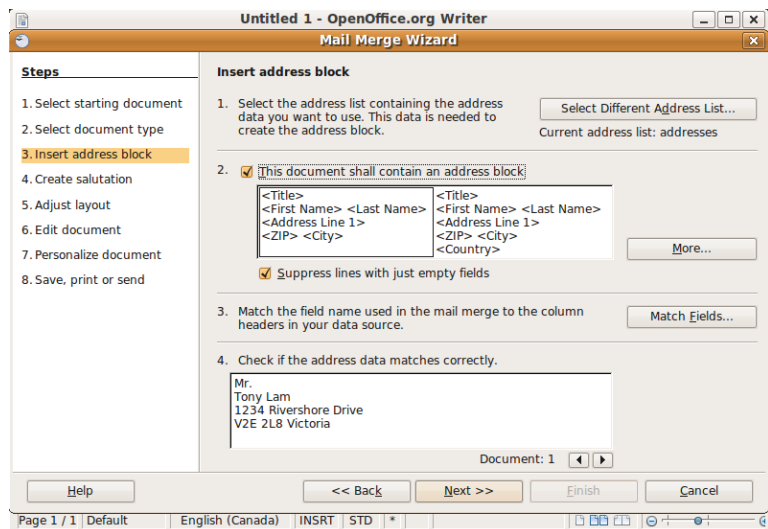 Untitled 1 - OpenOffice.org Writer
Mail Merge Wizard
Steps
1. Select starting document
2. Select document type
3. Insert address block
4. Create salutation
5. Adjust layout
6. Edit document
7. Personalize document
8. Save, print or send
Insert address block
1. Select the address list containing the address
data you want to use. This data is needed to
create the address block.
Select Different Address List...
Current address list: addresses
2. This document shall contain an address block
<Title>
<First Name> <Last Name>
<Address Line 1>
<ZIP> <City>
<Title>
<First Name> <Last Name>
<Address Line 1>
<ZIP> <City>
<Country>
More...
Suppress lines with just empty fields
3. Match the field name used in the mail merge to the column
headers in your data source.
Match Fields...
4. Check if the address data matches correctly.
Mr.
Tony Lam
1234 Rivershore Drive
V2E 2L8 Victoria
Document: 1
Help
<< Back
Next >>
Finish
Cancel
Page 1 / 1 Default English (Canada) INSRT STD *